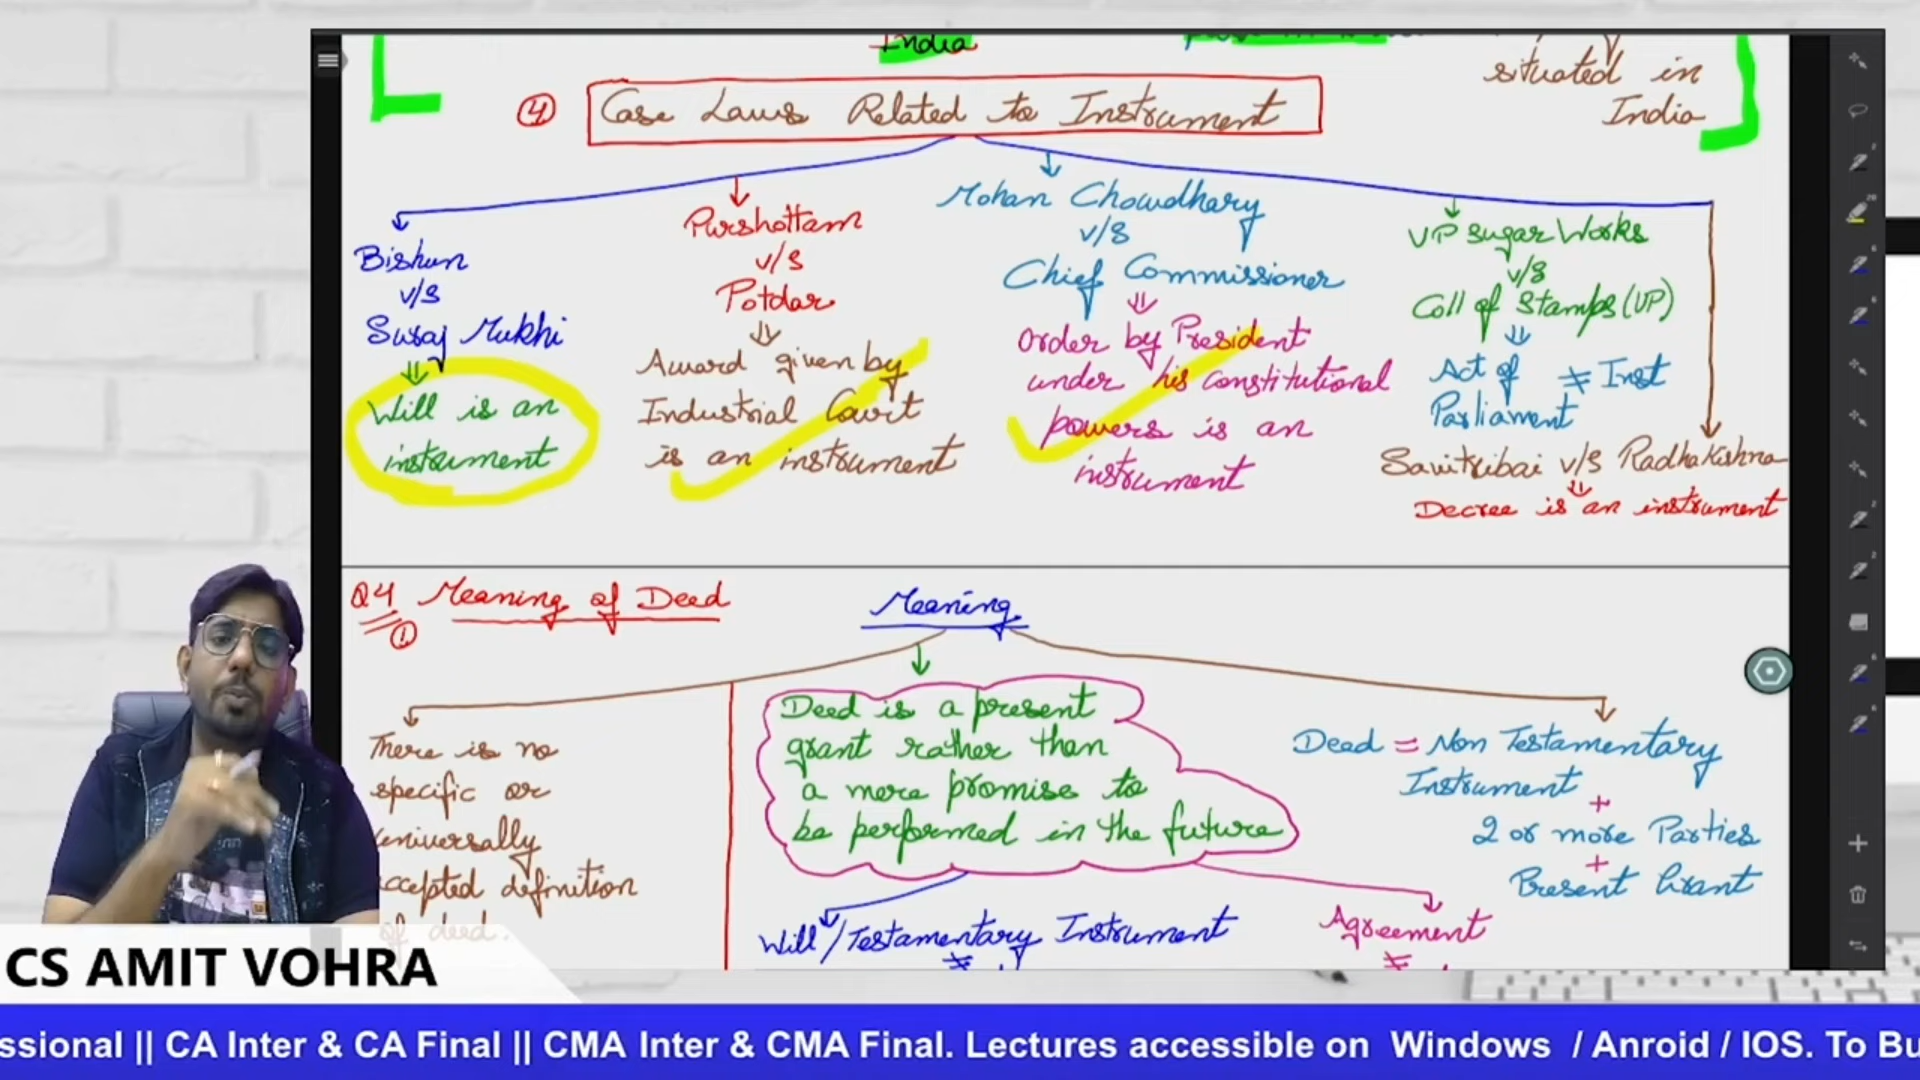 India
situated in
India
4 Case Laws Related to Instrument
Bishun
v/s
Suraj Mukhi
Will is an
instrument
Purshottam
v/s
Potdar
Award given by
Industrial Court
is an instrument
Mohan Chowdhary
v/s
Chief Commissioner
Order by President
under his constitutional
powers is an
instrument
UP Sugar Works
v/s
Coll of Stamps (UP)
Act of ≠ Inst
Parliament
Savitribai v/s RadhaKishna
Decree is an instrument
Q4 Meaning of Deed
1
Meaning
There is no
specific or
universally
accepted definition
of deed.
Deed is a present
grant rather than
a mere promise to
be performed in the future
Will/Testamentary Instrument
≠
Agreement
≠
Deed = Non Testamentary
Instrument
+
2 or more Parties
+
Present Grant
CS AMIT VOHRA
ssional || CA Inter & CA Final || CMA Inter & CMA Final. Lectures accessible on Windows / Anroid / IOS. To Bu